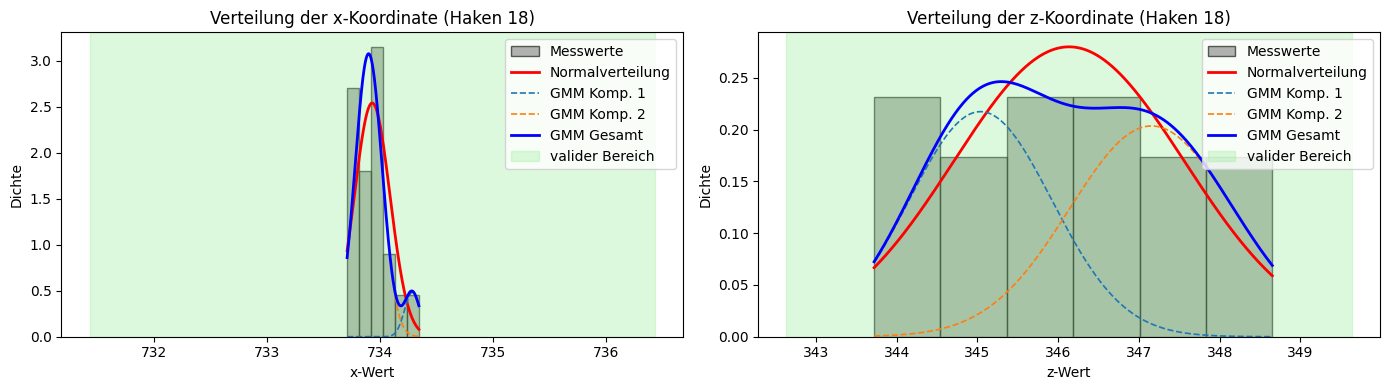 Verteilung der x-Koordinate (Haken 18)
Dichte
3.0
2.5
2.0
1.5
1.0
0.5
0.0
732
733
734
735
736
x-Wert
Messwerte
Normalverteilung
GMM Komp. 1
GMM Komp. 2
GMM Gesamt
valider Bereich
Verteilung der z-Koordinate (Haken 18)
Dichte
0.25
0.20
0.15
0.10
0.05
0.00
343
344
345
346
347
348
349
z-Wert
Messwerte
Normalverteilung
GMM Komp. 1
GMM Komp. 2
GMM Gesamt
valider Bereich